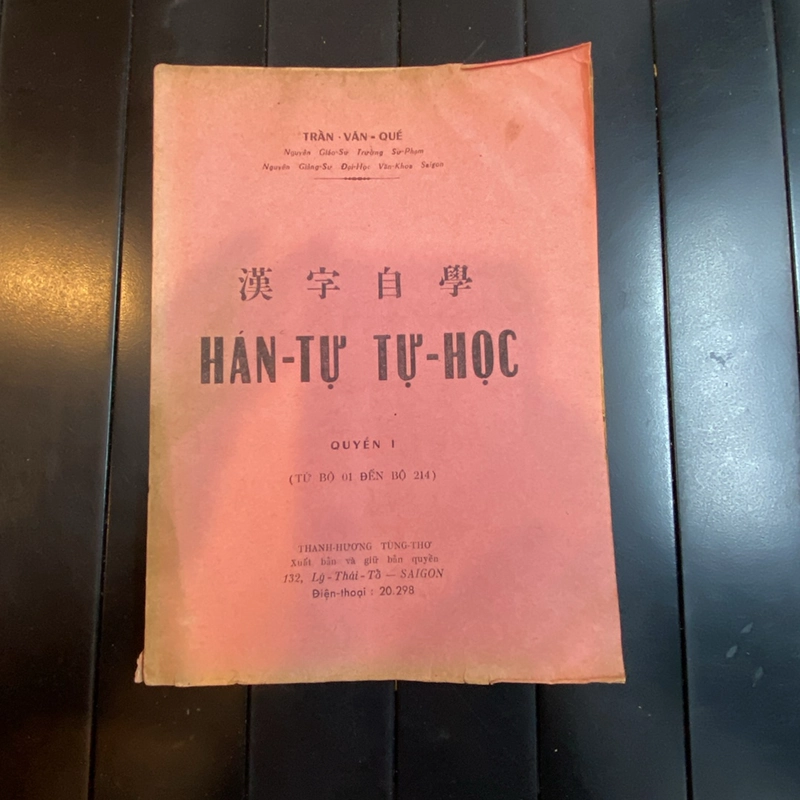 TRẦN-VĂN-QUẾ
Nguyên Giáo-Sư Trường Sư-Phạm
Nguyên Giảng-Sư Đại-Học Văn-Khoa Saigon
漢字自學
HÁN-TỰ TỰ-HỌC
QUYỂN I
(TỪ BỘ 01 ĐẾN BỘ 214)
THANH-HƯƠNG TÙNG-THƠ
Xuất bản và giữ bản quyền
132, Lý-Thái-Tổ — SAIGON
Điện-thoại : 20.298